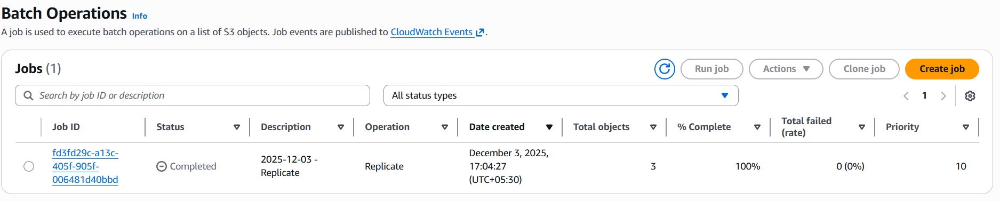 Batch Operations Info
A job is used to execute batch operations on a list of S3 objects. Job events are published to CloudWatch Events.
Jobs (1)
Run job
Actions
Clone job
Create job
Search by job ID or description
All status types
1
Job ID
Status
Description
Operation
Date created
Total objects
% Complete
Total failed
(rate)
Priority
fd3fd29c-a13c-
405f-905f-
006481d40bbd
Completed
2025-12-03 -
Replicate
Replicate
December 3, 2025,
17:04:27
(UTC+05:30)
3
100%
0 (0%)
10